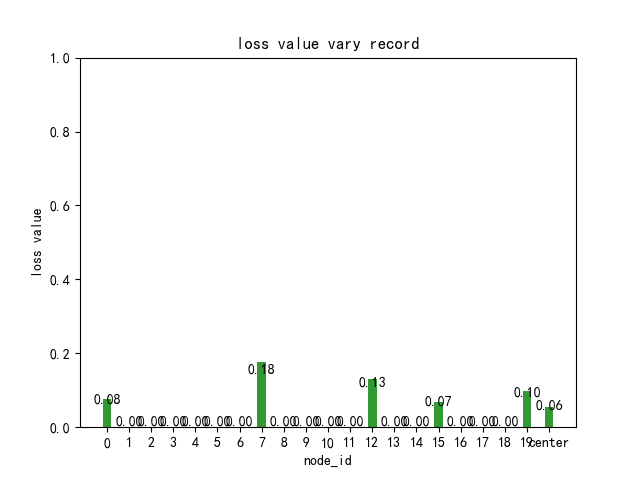 loss value vary record
1.0
0.8
0.6
0.4
0.2
0.0
loss value
0.08 0.00 0.00 0.00 0.00 0.00 0.00 0.18 0.00 0.00 0.00 0.00 0.13 0.00 0.00 0.07 0.00 0.00 0.00 0.10 0.06
0 1 2 3 4 5 6 7 8 9 10 11 12 13 14 15 16 17 18 19 center
node_id